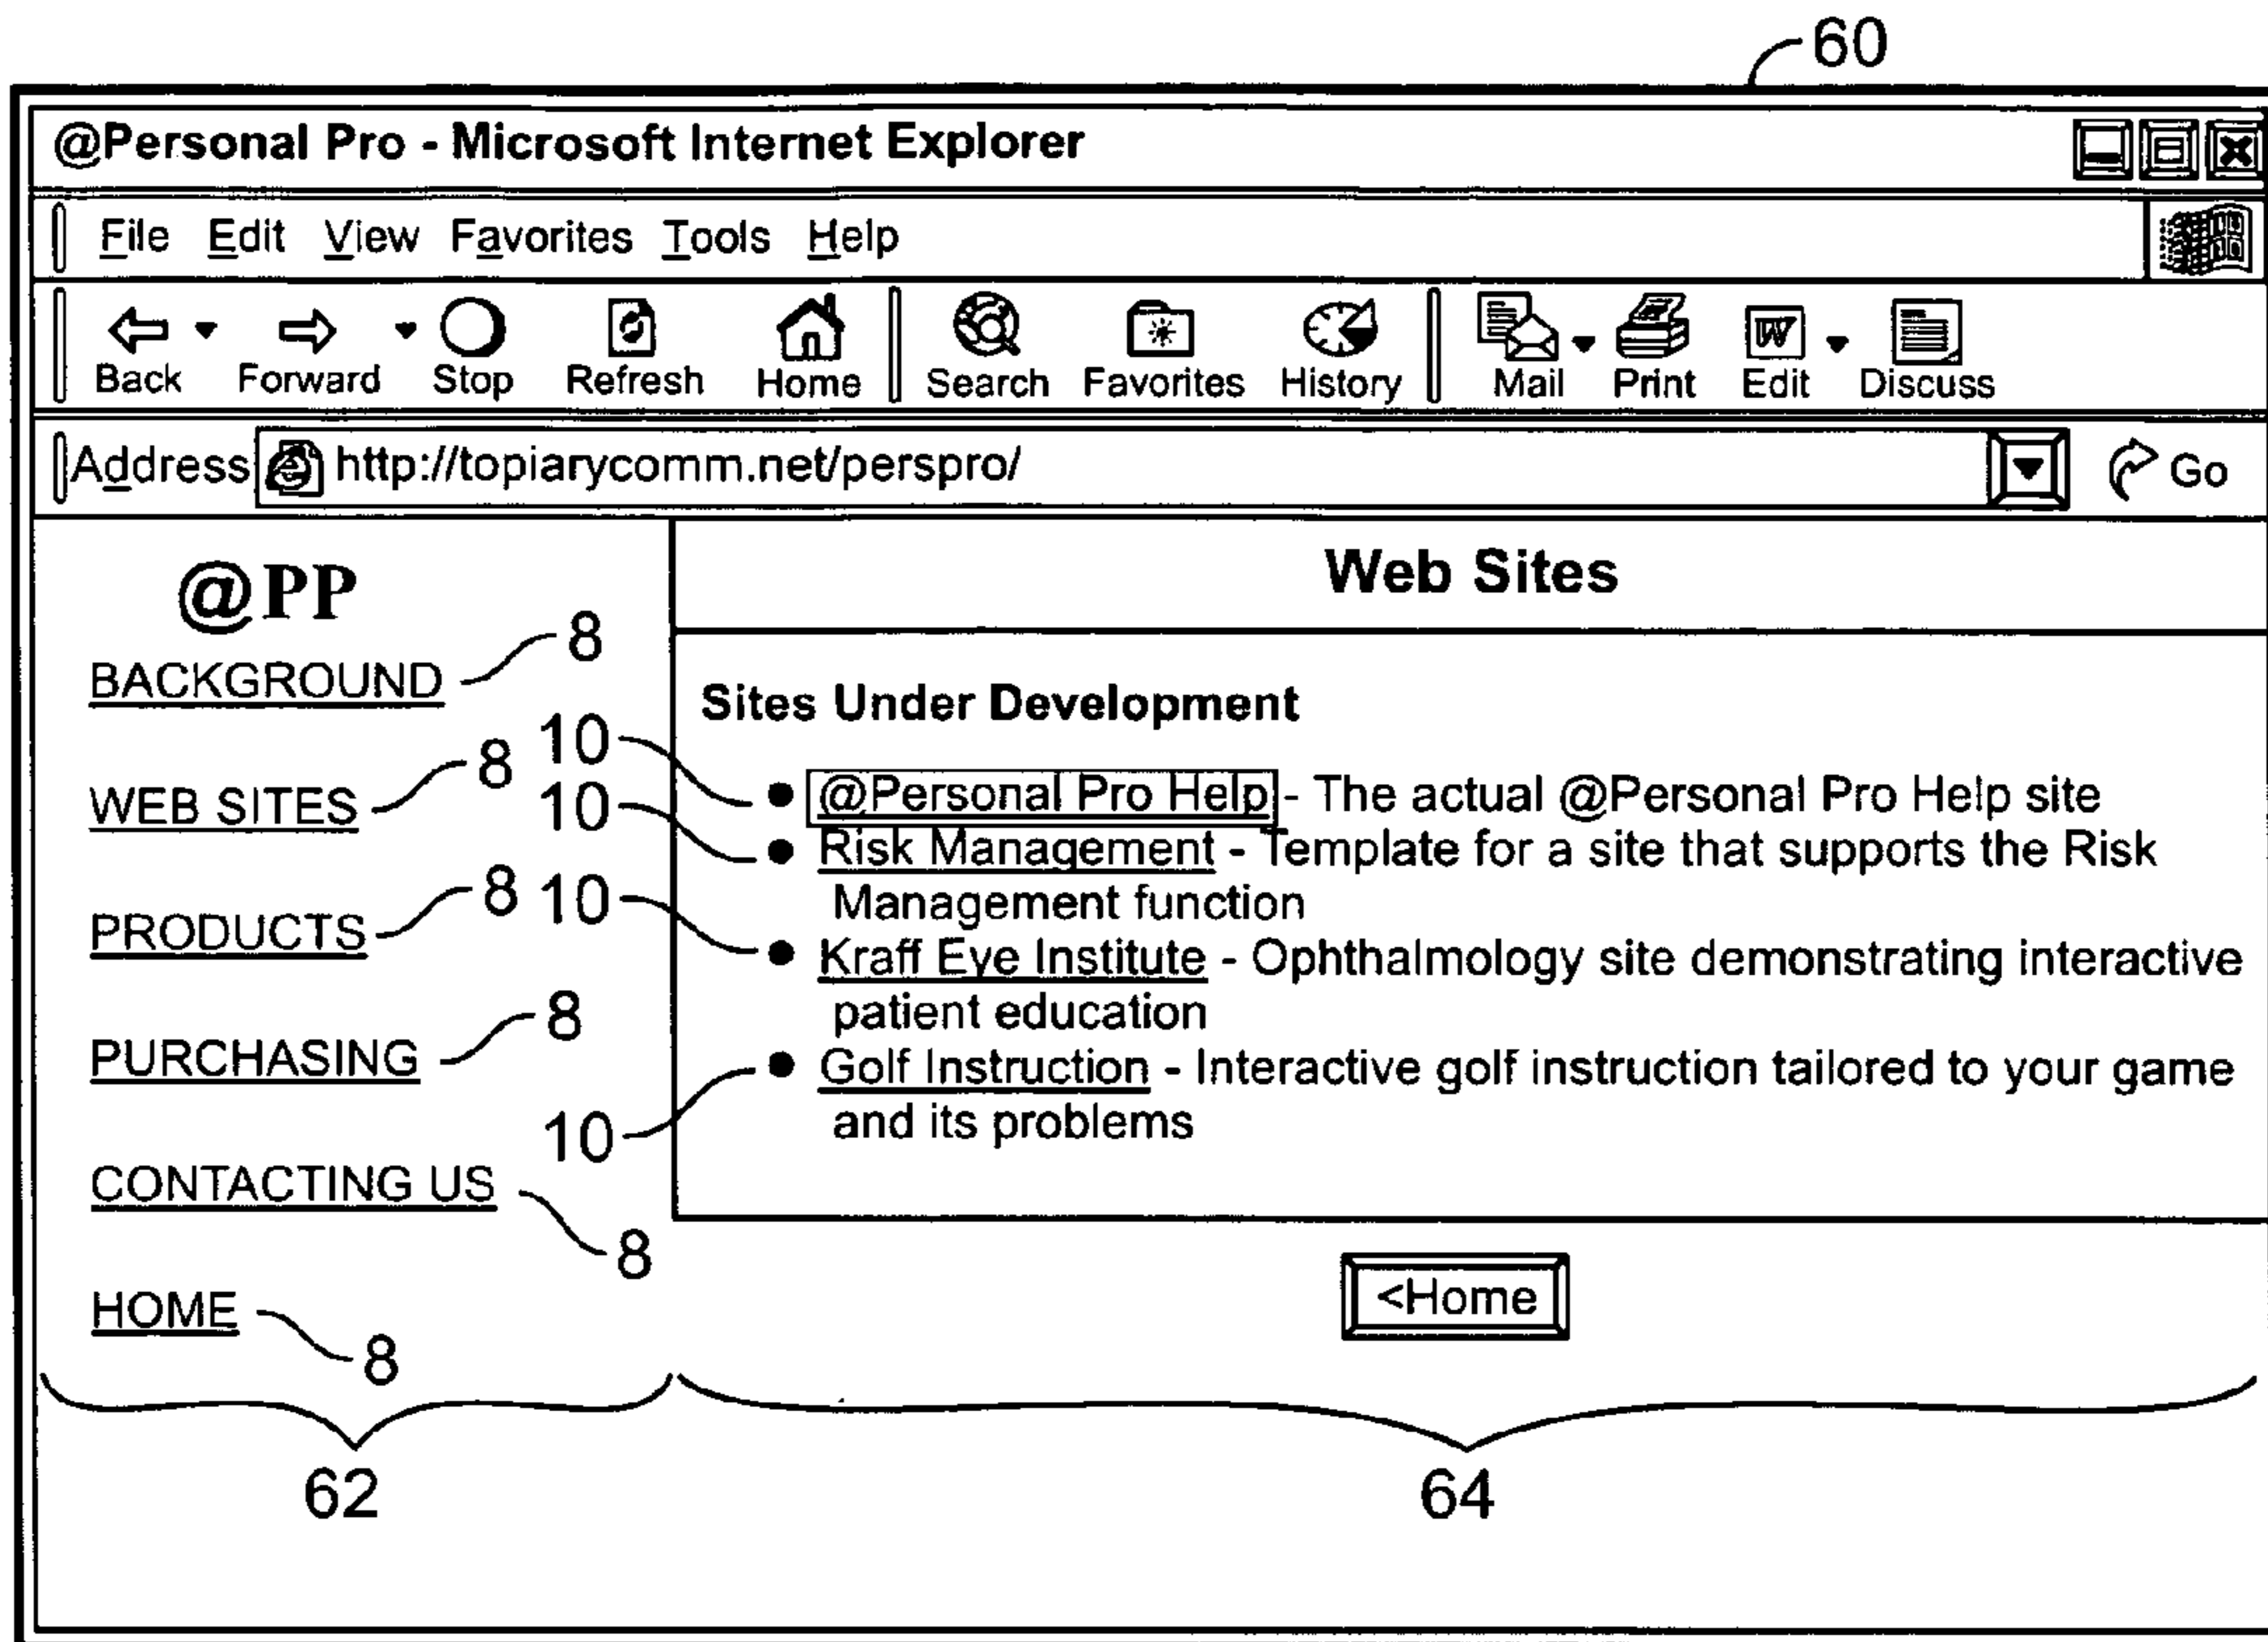 60
@Personal Pro - Microsoft Internet Explorer
File Edit View Favorites Tools Help
Back Forward Stop Refresh Home Search Favorites History Mail Print Edit Discuss
Address http://topiarycomm.net/perspro/ Go
@PP
BACKGROUND 8
WEB SITES 8
PRODUCTS 8
PURCHASING 8
CONTACTING US 8
HOME 8
62
Web Sites
Sites Under Development
10 • @Personal Pro Help - The actual @Personal Pro Help site
10 • Risk Management - Template for a site that supports the Risk
Management function
10 • Kraff Eye Institute - Ophthalmology site demonstrating interactive
patient education
10 • Golf Instruction - Interactive golf instruction tailored to your game
and its problems
<Home
64